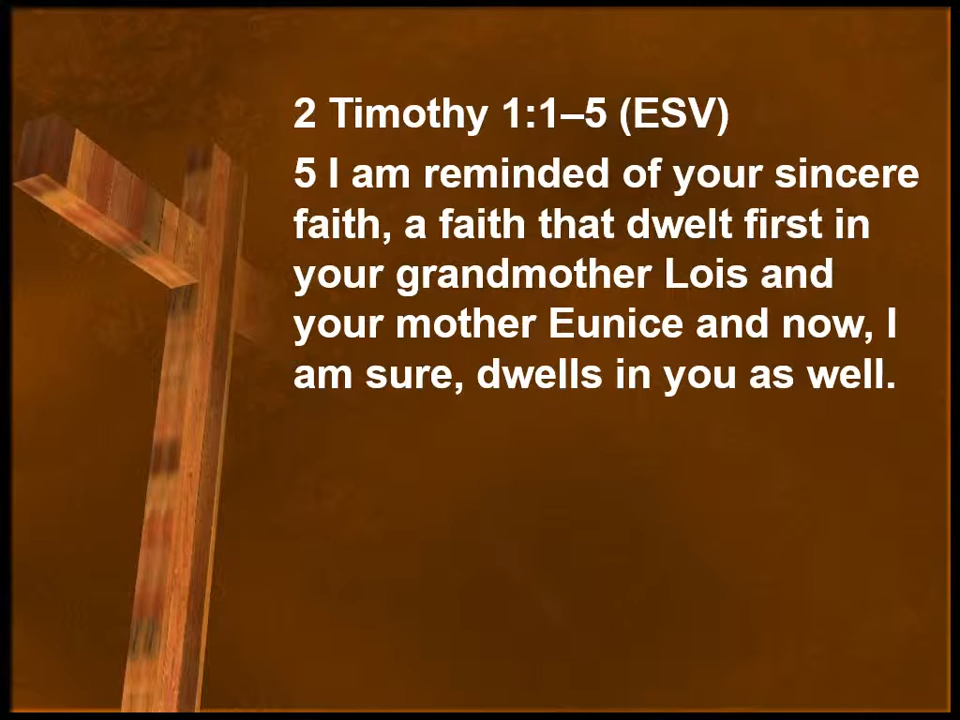 2 Timothy 1:1–5 (ESV)
5 I am reminded of your sincere
faith, a faith that dwelt first in
your grandmother Lois and
your mother Eunice and now, I
am sure, dwells in you as well.